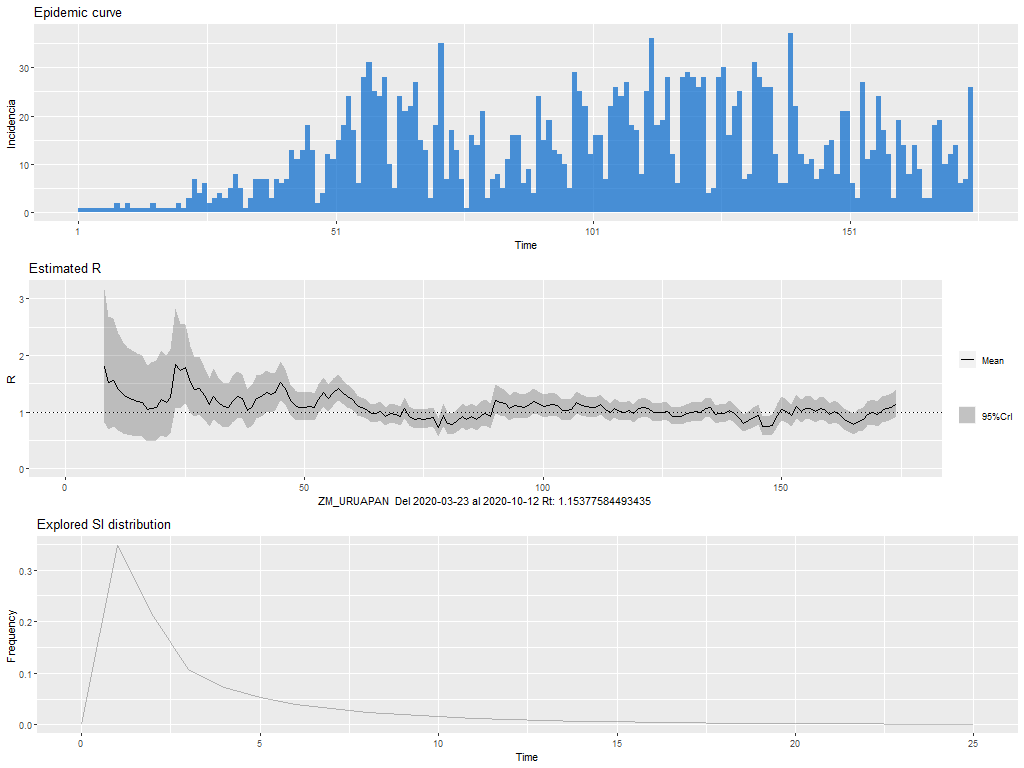 Epidemic curve
Incidencia
30
20
10
0
1
51
101
151
Time
Estimated R
R
3
2
1
0
0
50
100
150
ZM_URUAPAN Del 2020-03-23 al 2020-10-12 Rt: 1.15377584493435
Mean
95%CrI
Explored SI distribution
Frequency
0.3
0.2
0.1
0.0
0
5
10
15
20
25
Time